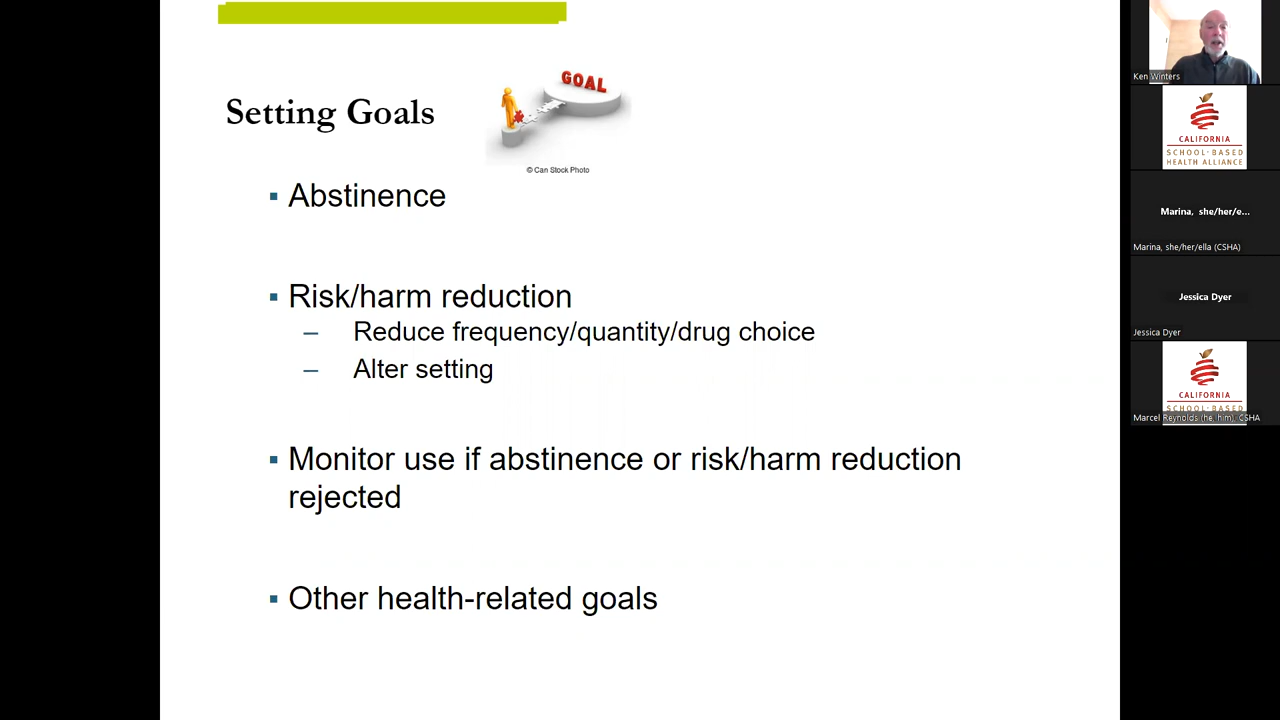 Setting Goals
GOAL
© Can Stock Photo
▪ Abstinence
▪ Risk/harm reduction
– Reduce frequency/quantity/drug choice
– Alter setting
▪ Monitor use if abstinence or risk/harm reduction
rejected
▪ Other health-related goals
Ken Winters
CALIFORNIA
SCHOOL·BASED
HEALTH ALLIANCE
Marina, she/her/e...
Marina, she/her/ella (CSHA)
Jessica Dyer
Jessica Dyer
CALIFORNIA
SCHOOL·BASED
Marcel Reynolds (he, him), CSHA